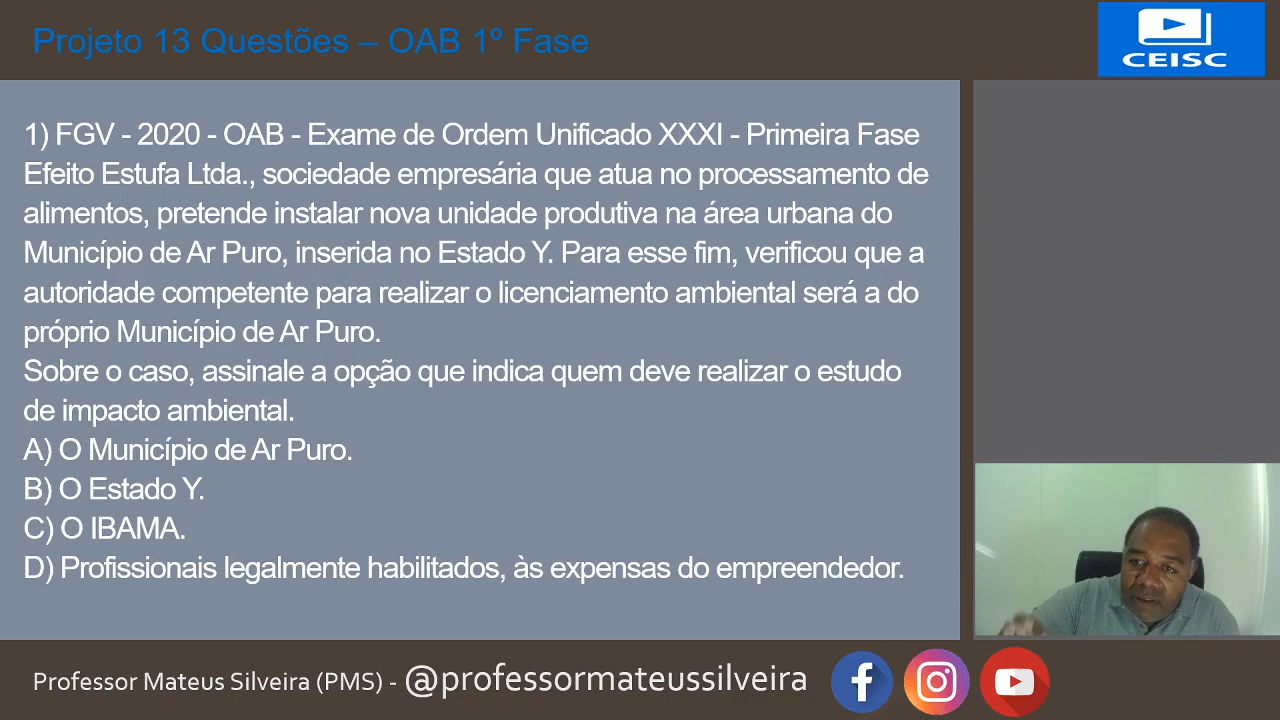 Projeto 13 Questões – OAB 1º Fase
CEISC
1) FGV - 2020 - OAB - Exame de Ordem Unificado XXXI - Primeira Fase
Efeito Estufa Ltda., sociedade empresária que atua no processamento de
alimentos, pretende instalar nova unidade produtiva na área urbana do
Município de Ar Puro, inserida no Estado Y. Para esse fim, verificou que a
autoridade competente para realizar o licenciamento ambiental será a do
próprio Município de Ar Puro.
Sobre o caso, assinale a opção que indica quem deve realizar o estudo
de impacto ambiental.
A) O Município de Ar Puro.
B) O Estado Y.
C) O IBAMA.
D) Profissionais legalmente habilitados, às expensas do empreendedor.
Professor Mateus Silveira (PMS) - @professormateussilveira